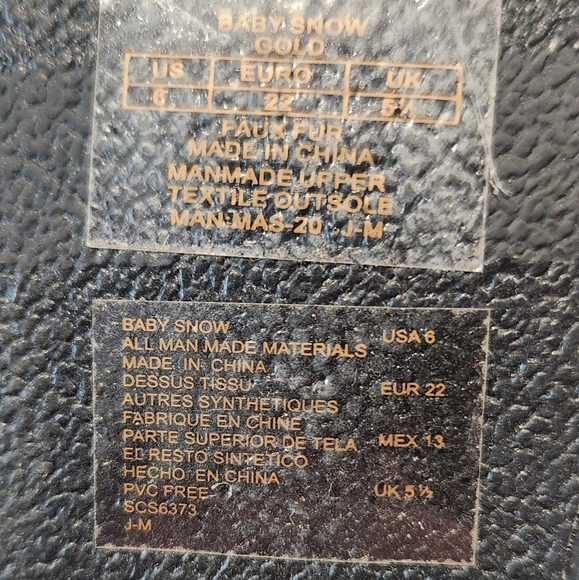 BABY SNOW
GOLD
US EURO UK
6 22 5½
FAUX FUR
MADE IN CHINA
MANMADE UPPER
TEXTILE OUTSOLE
MAN-MAS-20 J-M
BABY SNOW USA 6
ALL MAN MADE MATERIALS
MADE IN CHINA
DESSUS TISSU EUR 22
AUTRES SYNTHETIQUES
FABRIQUE EN CHINE
PARTE SUPERIOR DE TELA MEX 13
EL RESTO SINTETICO
HECHO EN CHINA
PVC FREE UK 5½
SCS6373
J-M